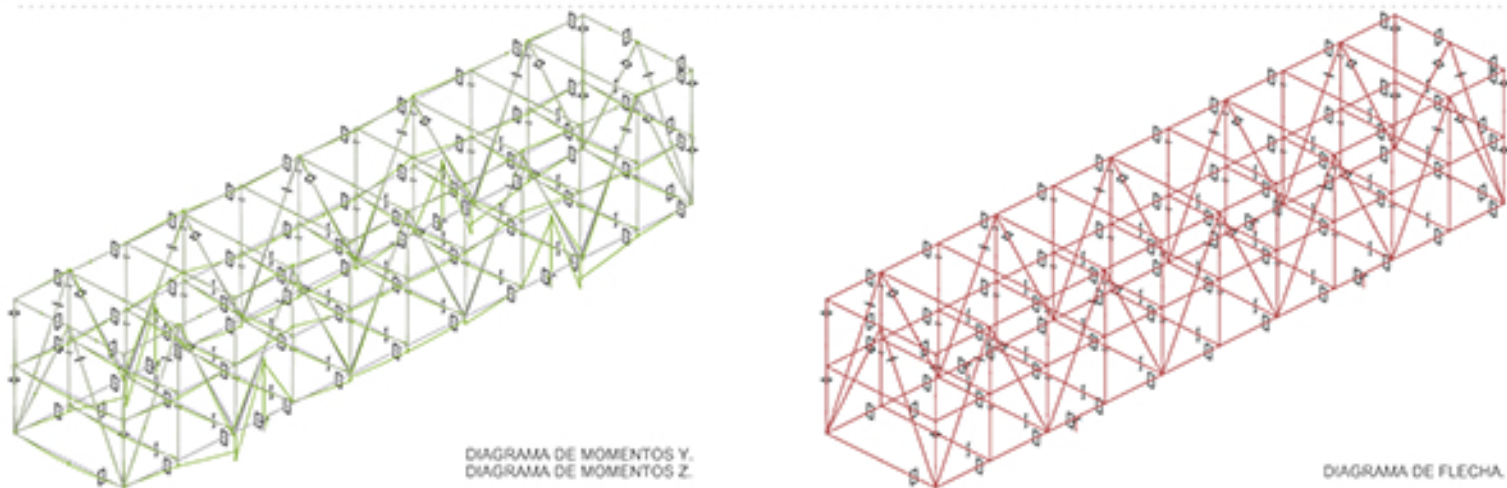 DIAGRAMA DE MOMENTOS Y.
DIAGRAMA DE MOMENTOS Z.
DIAGRAMA DE FLECHA.